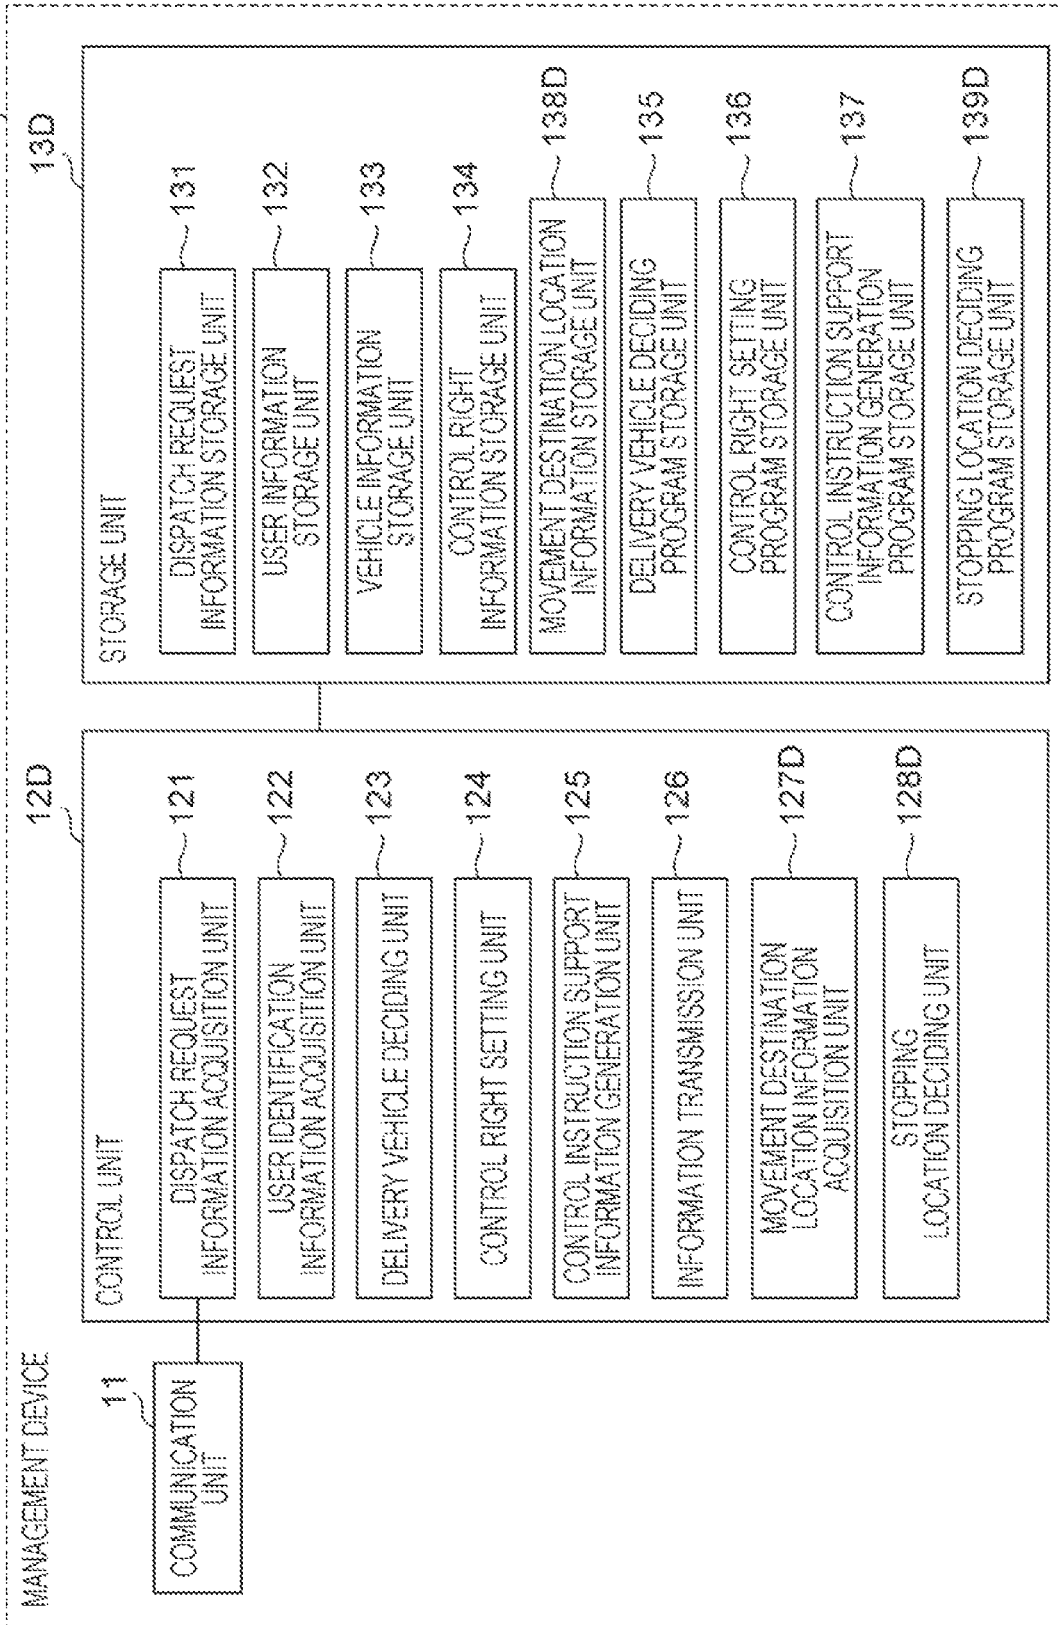 MANAGEMENT DEVICE
11
COMMUNICATION
UNIT
12D
CONTROL UNIT
DISPATCH REQUEST
INFORMATION ACQUISITION UNIT
121
USER IDENTIFICATION
INFORMATION ACQUISITION UNIT
122
DELIVERY VEHICLE DECIDING UNIT
123
CONTROL RIGHT SETTING UNIT
124
CONTROL INSTRUCTION SUPPORT
INFORMATION GENERATION UNIT
125
INFORMATION TRANSMISSION UNIT
126
MOVEMENT DESTINATION
LOCATION INFORMATION
ACQUISITION UNIT
127D
STOPPING
LOCATION DECIDING UNIT
128D
13D
STORAGE UNIT
DISPATCH REQUEST
INFORMATION STORAGE UNIT
131
USER INFORMATION
STORAGE UNIT
132
VEHICLE INFORMATION
STORAGE UNIT
133
CONTROL RIGHT
INFORMATION STORAGE UNIT
134
MOVEMENT DESTINATION LOCATION
INFORMATION STORAGE UNIT
138D
DELIVERY VEHICLE DECIDING
PROGRAM STORAGE UNIT
135
CONTROL RIGHT SETTING
PROGRAM STORAGE UNIT
136
CONTROL INSTRUCTION SUPPORT
INFORMATION GENERATION
PROGRAM STORAGE UNIT
137
STOPPING LOCATION DECIDING
PROGRAM STORAGE UNIT
139D